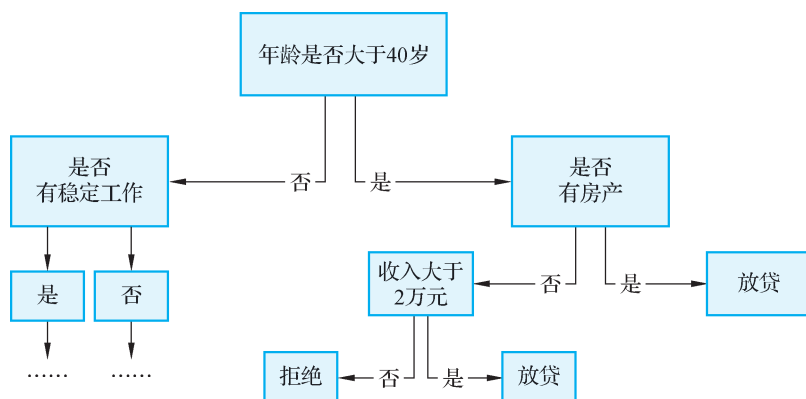 年龄是否大于40岁
是否
有稳定工作
否
是
是否
有房产
是
否
收入大于
2万元
否
是
放贷
……
……
拒绝
否
是
放贷